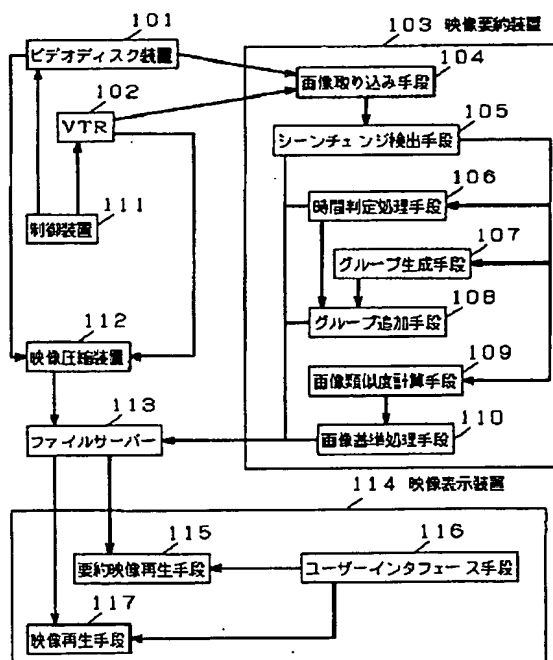 101
ビデオディスク装置
102
VTR
111
制御装置
112
映像圧縮装置
113
ファイルサーバー
103 映像要約装置
104
画像取り込み手段
105
シーンチェンジ検出手段
106
時間判定処理手段
107
グループ生成手段
108
グループ追加手段
109
画像類似度計算手段
110
画像基準処理手段
114 映像表示装置
115
要約映像再生手段
116
ユーザーインタフェース手段
117
映像再生手段